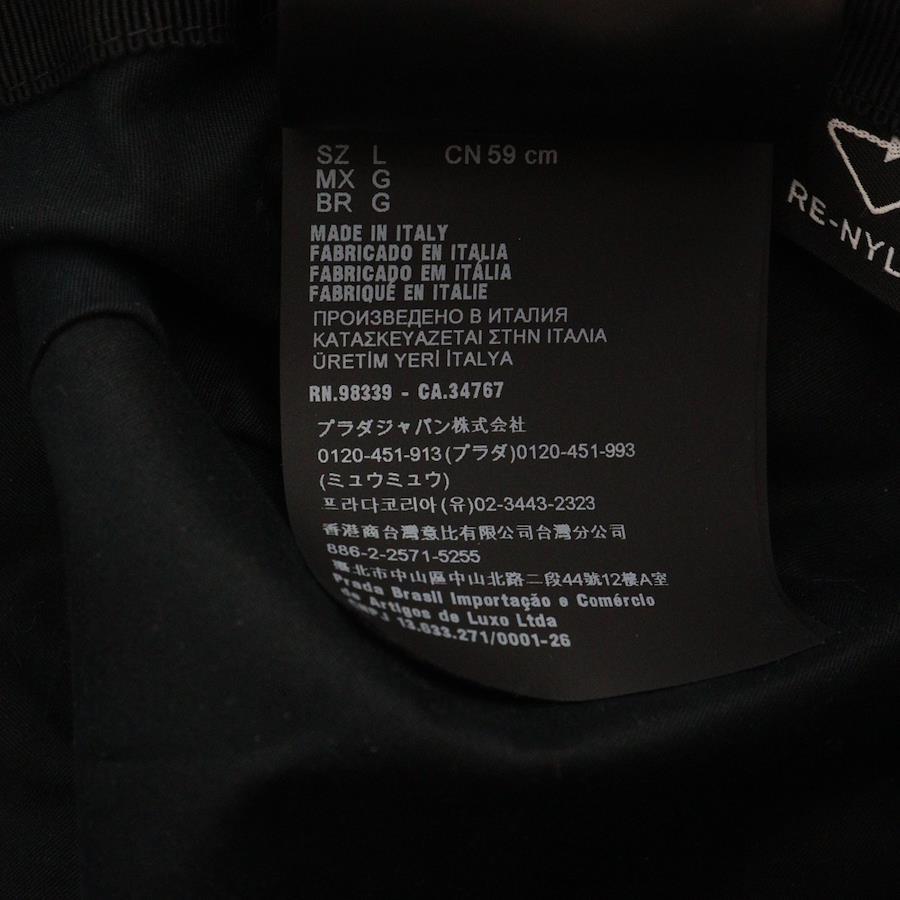 SZ L CN 59 cm
MX G
BR G
MADE IN ITALY
FABRICADO EN ITALIA
FABRICADO EM ITÁLIA
FABRIQUÉ EN ITALIE
ПРОИЗВЕДЕНО В ИТАЛИЯ
ΚΑΤΑΣΚΕΥΑΖΕΤΑΙ ΣΤΗΝ ΙΤΑΛΙΑ
ÜRETİM YERİ İTALYA
RN.98339 - CA.34767
プラダジャパン株式会社
0120-451-913(プラダ)0120-451-993
(ミュウミュウ)
프라다코리아(유)02-3443-2323
香港商台灣意比有限公司台灣分公司
886-2-2571-5255
臺北市中山區中山北路二段44號12樓A室
Prada Brasil Importação e Comércio
de Artigos de Luxo Ltda
13.633.271/0001-26